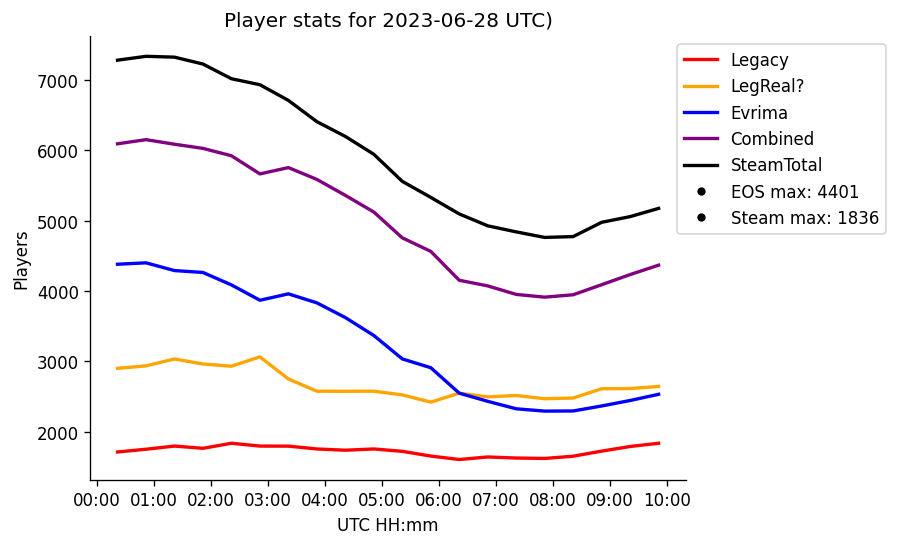 Player stats for 2023-06-28 UTC)
Legacy
LegReal?
Evrima
Combined
SteamTotal
EOS max: 4401
Steam max: 1836
Players
7000
6000
5000
4000
3000
2000
00:00 01:00 02:00 03:00 04:00 05:00 06:00 07:00 08:00 09:00 10:00
UTC HH:mm